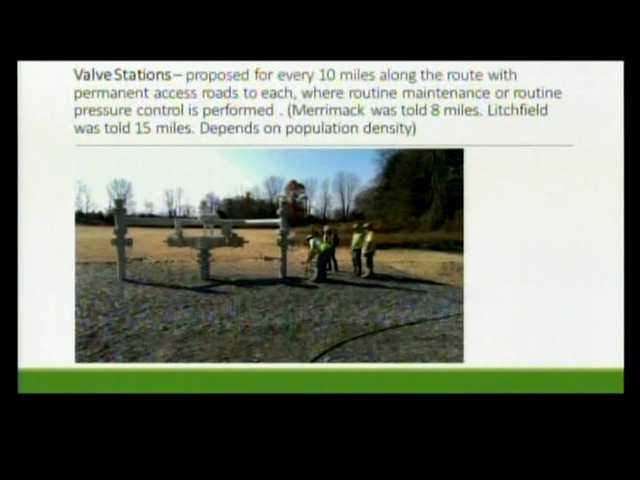 Valve Stations – proposed for every 10 miles along the route with
permanent access roads to each, where routine maintenance or routine
pressure control is performed . (Merrimack was told 8 miles. Litchfield
was told 15 miles. Depends on population density)